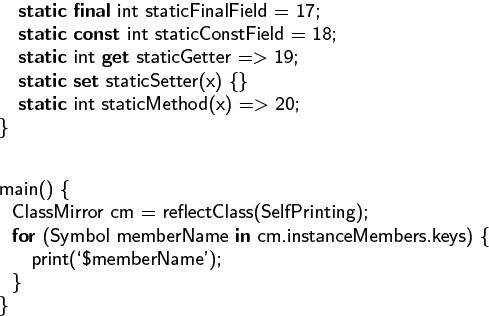 static final int staticFinalField = 17;
static const int staticConstField = 18;
static int get staticGetter => 19;
static set staticSetter(x) {}
static int staticMethod(x) => 20;
}
main() {
ClassMirror cm = reflectClass(SelfPrinting);
for (Symbol memberName in cm.instanceMembers.keys) {
print(‘$memberName’);
}
}